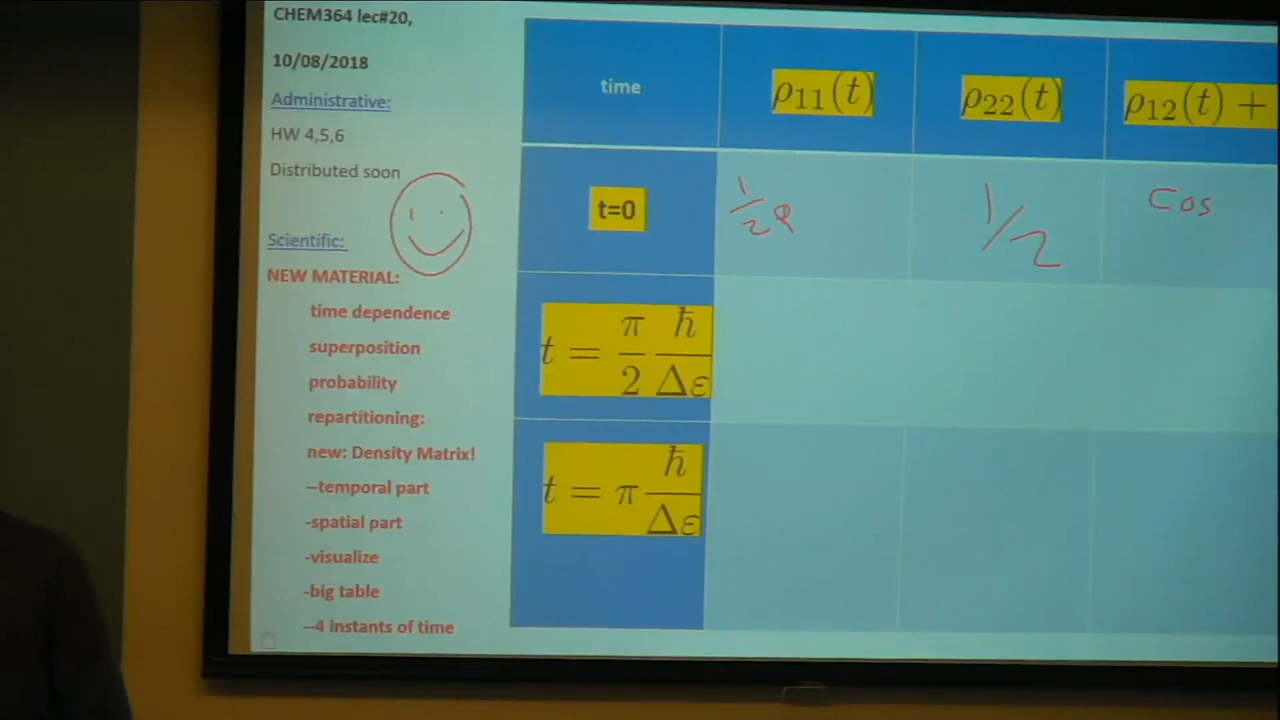 CHEM364 lec#20,
10/08/2018
Administrative:
HW 4,5,6
Distributed soon
Scientific:
NEW MATERIAL:
time dependence
superposition
probability
repartitioning:
new: Density Matrix!
--temporal part
-spatial part
-visualize
-big table
--4 instants of time
time ρ₁₁(t) ρ₂₂(t) ρ₁₂(t) +
t=0 1/2 1/2 Cos
t = π/2 ħ/Δε
t = π ħ/Δε